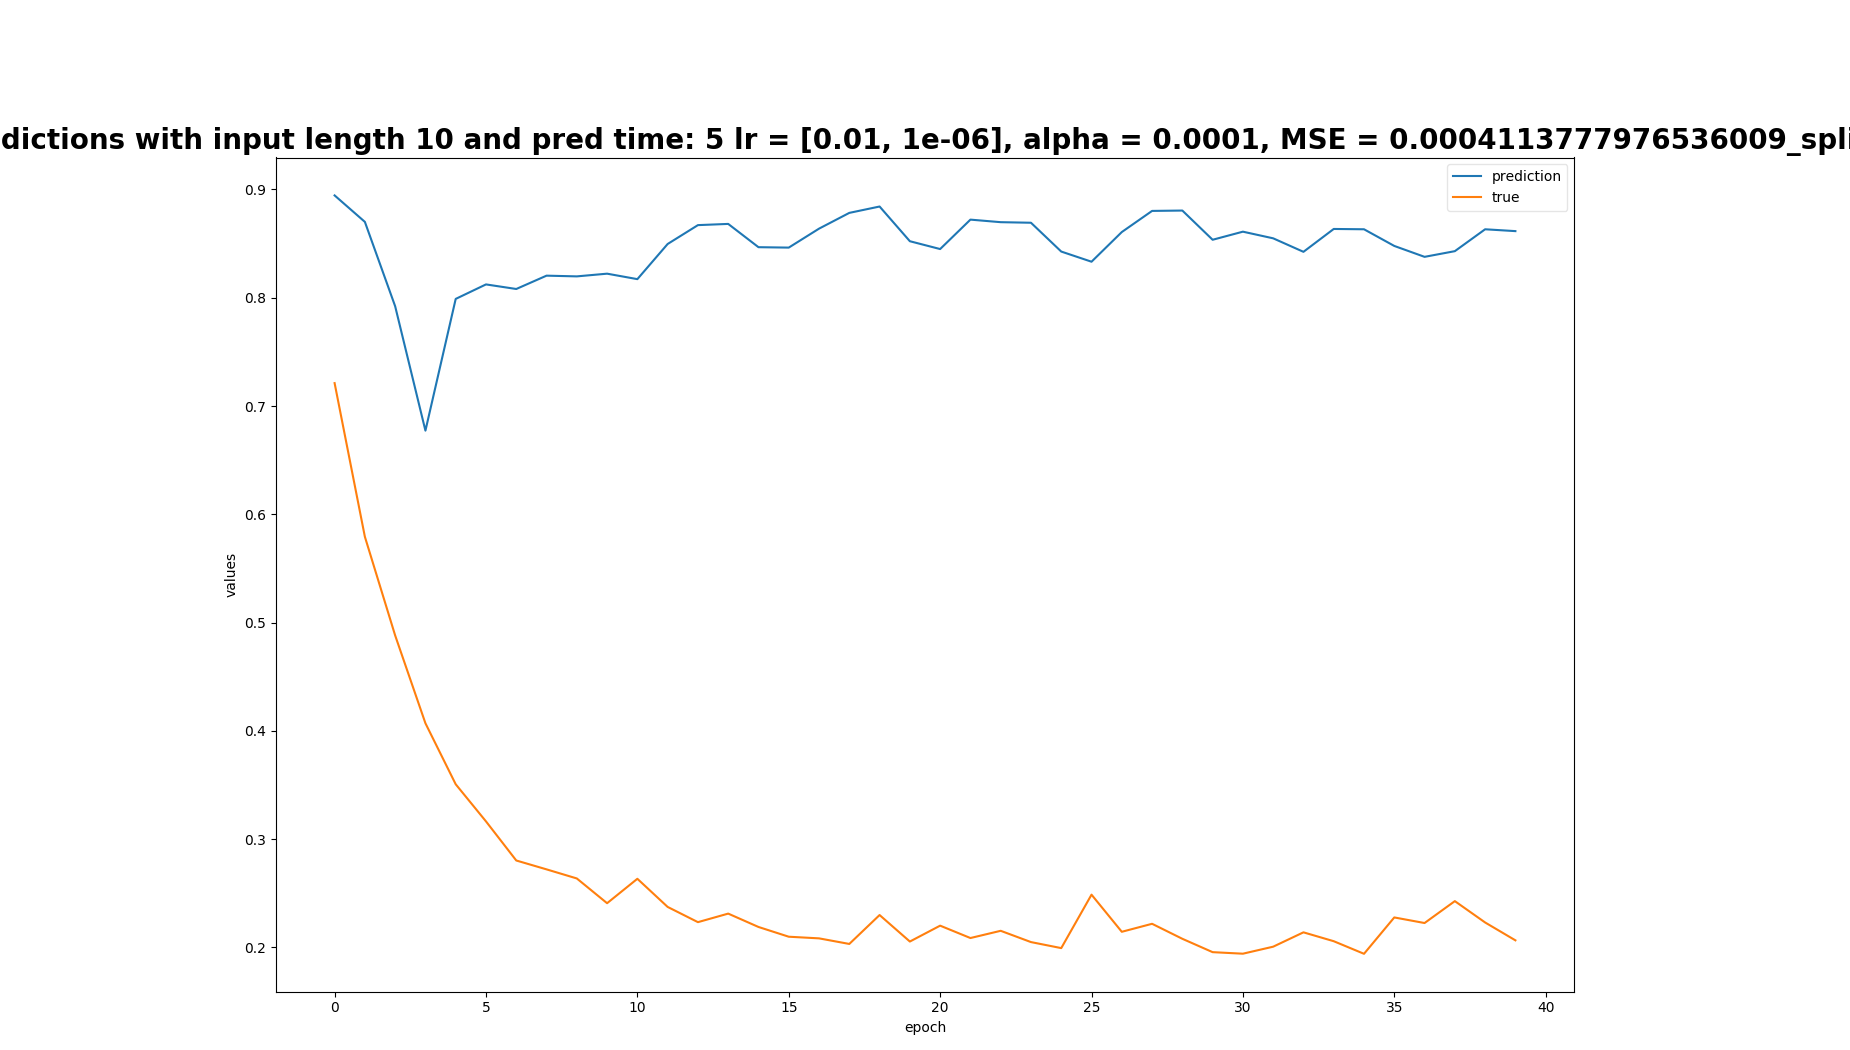 dictions with input length 10 and pred time: 5 lr = [0.01, 1e-06], alpha = 0.0001, MSE = 0.0004113777976536009_spli
prediction
true
0.9
0.8
0.7
0.6
0.5
0.4
0.3
0.2
values
0 5 10 15 20 25 30 35 40
epoch